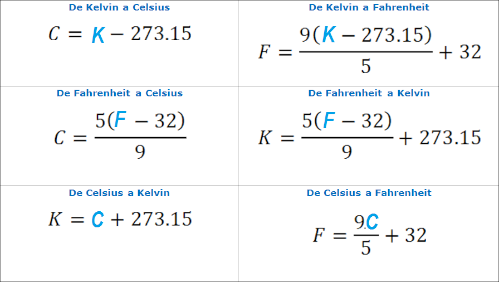 De Kelvin a Celsius
C = K − 273.15
De Kelvin a Fahrenheit
F = 9(K − 273.15)/5 + 32
De Fahrenheit a Celsius
C = 5(F − 32)/9
De Fahrenheit a Kelvin
K = 5(F − 32)/9 + 273.15
De Celsius a Kelvin
K = C + 273.15
De Celsius a Fahrenheit
F = 9.C/5 + 32